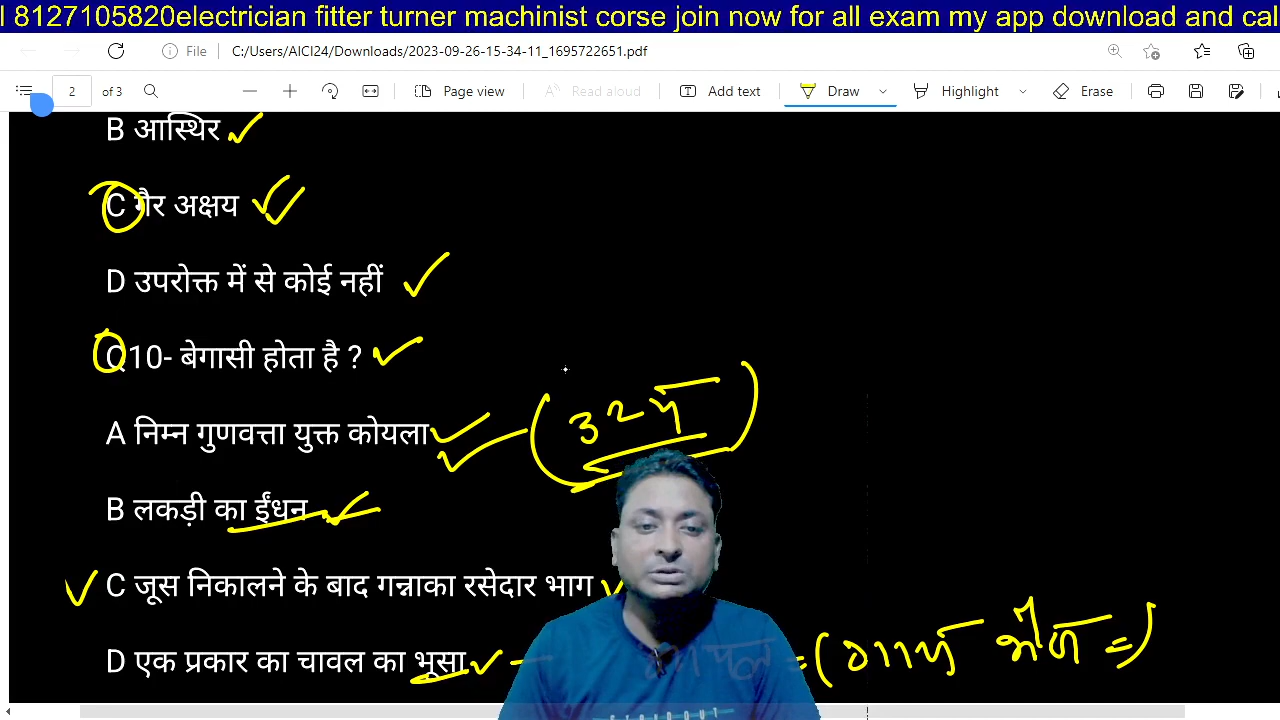 l 8127105820electrician fitter turner machinist corse join now for all exam my app download and cal
File C:/Users/AICI24/Downloads/2023-09-26-15-34-11_1695722651.pdf
2 of 3 Page view Read aloud Add text Draw Highlight Erase
B आस्थिर
C गैर अक्षय
D उपरोक्त में से कोई नहीं
Q10- बेगासी होता है ?
A निम्न गुणवत्ता युक्त कोयला
B लकड़ी का ईंधन
C जूस निकालने के बाद गन्नाका रसेदार भाग
D एक प्रकार का चावल का भूसा